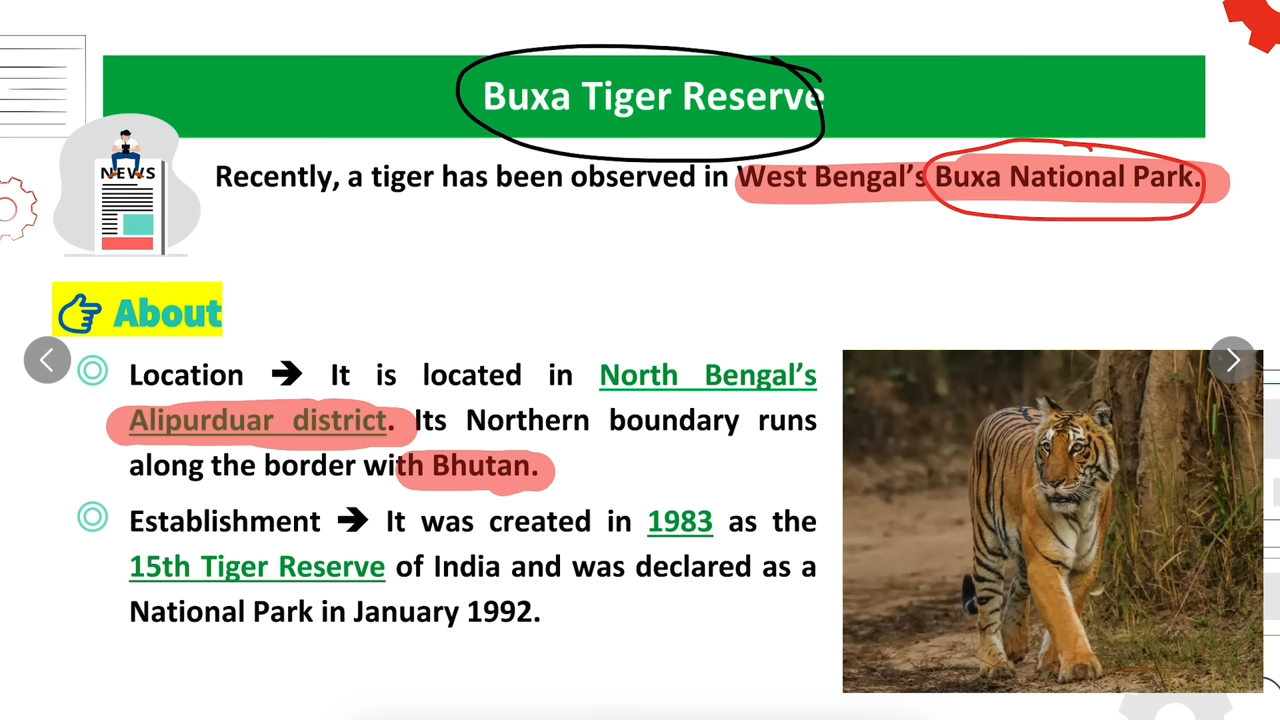 Buxa Tiger Reserve
NEWS
Recently, a tiger has been observed in West Bengal’s Buxa National Park.
About
Location ➔ It is located in North Bengal’s
Alipurduar district. Its Northern boundary runs
along the border with Bhutan.
Establishment ➔ It was created in 1983 as the
15th Tiger Reserve of India and was declared as a
National Park in January 1992.